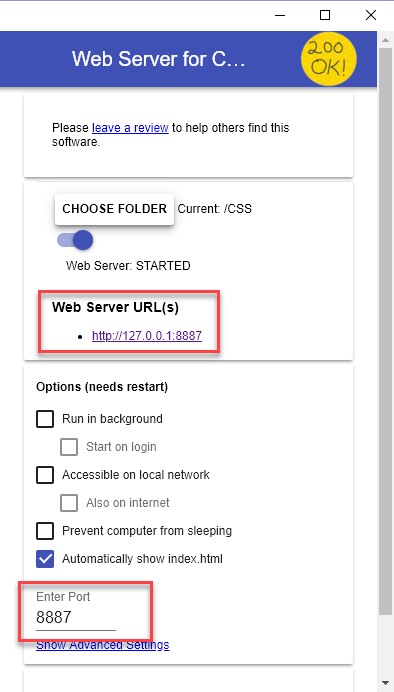 Web Server for C...
200
OK!
Please leave a review to help others find this
software.
CHOOSE FOLDER Current: /CSS
Web Server: STARTED
Web Server URL(s)
http://127.0.0.1:8887
Options (needs restart)
Run in background
Start on login
Accessible on local network
Also on internet
Prevent computer from sleeping
Automatically show index.html
Enter Port
8887
Show Advanced Settings